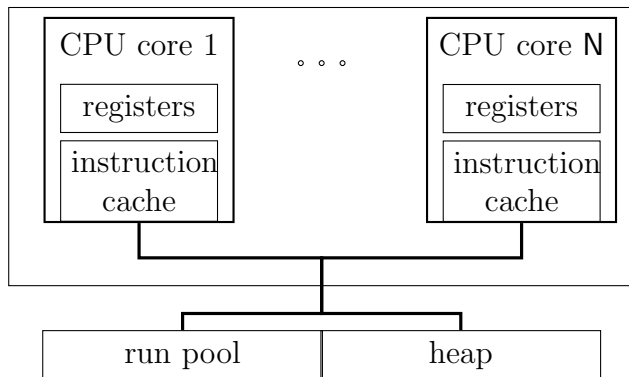 CPU core 1
registers
instruction
cache
∘ ∘ ∘
CPU core N
registers
instruction
cache
run pool
heap